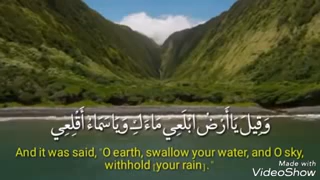 وَقِيلَ يَا أَرْضُ ابْلَعِي مَاءَكِ وَيَا سَمَاءُ أَقْلِعِي
And it was said, "O earth, swallow your water, and O sky,
withhold [your rain]."
Made with
VideoShow